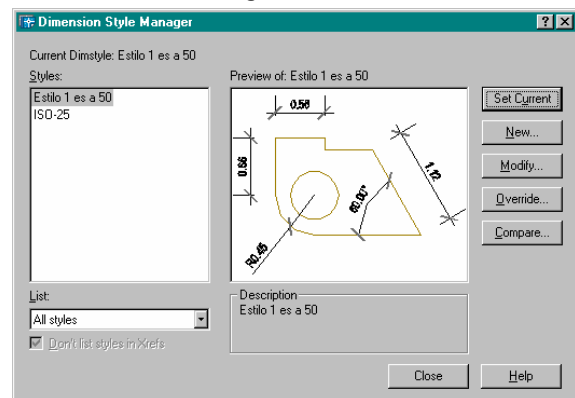 Dimension Style Manager
Current Dimstyle: Estilo 1 es a 50
Styles:
Estilo 1 es a 50
ISO-25
Preview of: Estilo 1 es a 50
0.56
0.66
1.12
60.00°
R0.45
Set Current
New...
Modify...
Override...
Compare...
List:
All styles
Don't list styles in Xrefs
Description
Estilo 1 es a 50
Close
Help